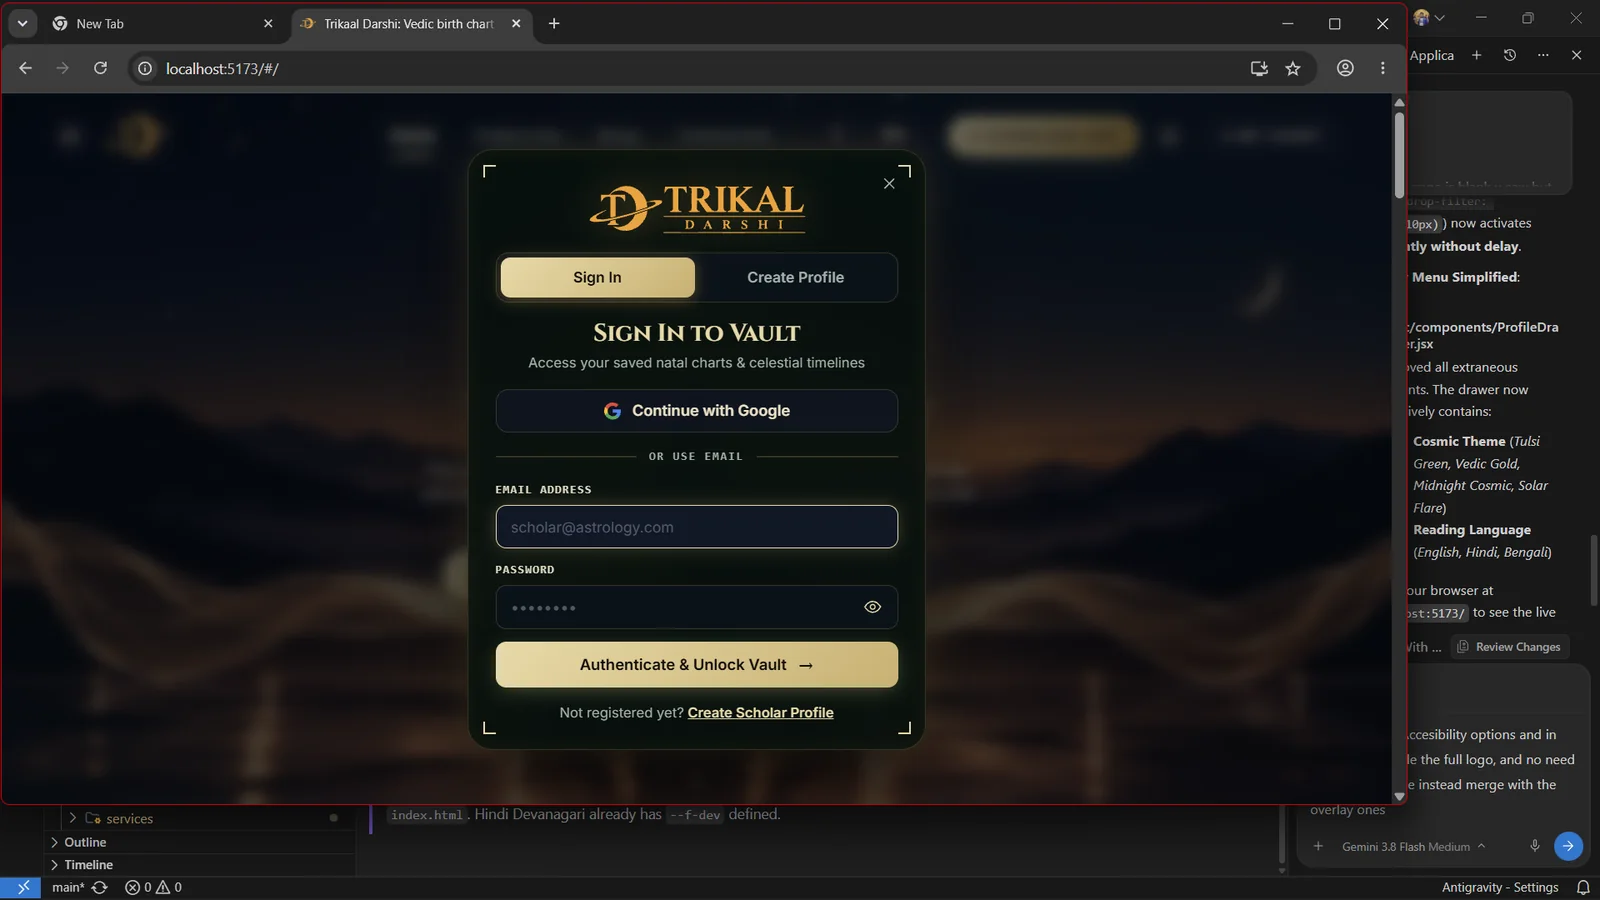 New Tab
Trikaal Darshi: Vedic birth chart
localhost:5173/#/
TRIKAL
DARSHI
Sign In
Create Profile
SIGN IN TO VAULT
Access your saved natal charts & celestial timelines
Continue with Google
OR USE EMAIL
EMAIL ADDRESS
scholar@astrology.com
PASSWORD
Authenticate & Unlock Vault →
Not registered yet? Create Scholar Profile
Applica
drop-filter:
10px) ) now activates
ntly without delay.
Menu Simplified:
:/components/ProfileDra
er.jsx
oved all extraneous
nts. The drawer now
ively contains:
Cosmic Theme (Tulsi
Green, Vedic Gold,
Midnight Cosmic, Solar
Flare)
Reading Language
(English, Hindi, Bengali)
our browser at
ost:5173/ to see the live
With ...
Review Changes
Accesibility options and in
le the full logo, and no need
e instead merge with the
overlay ones
Gemini 3.8 Flash Medium
services
Outline
Timeline
index.html . Hindi Devanagari already has --f-dev defined.
main*
0
0
Antigravity - Settings